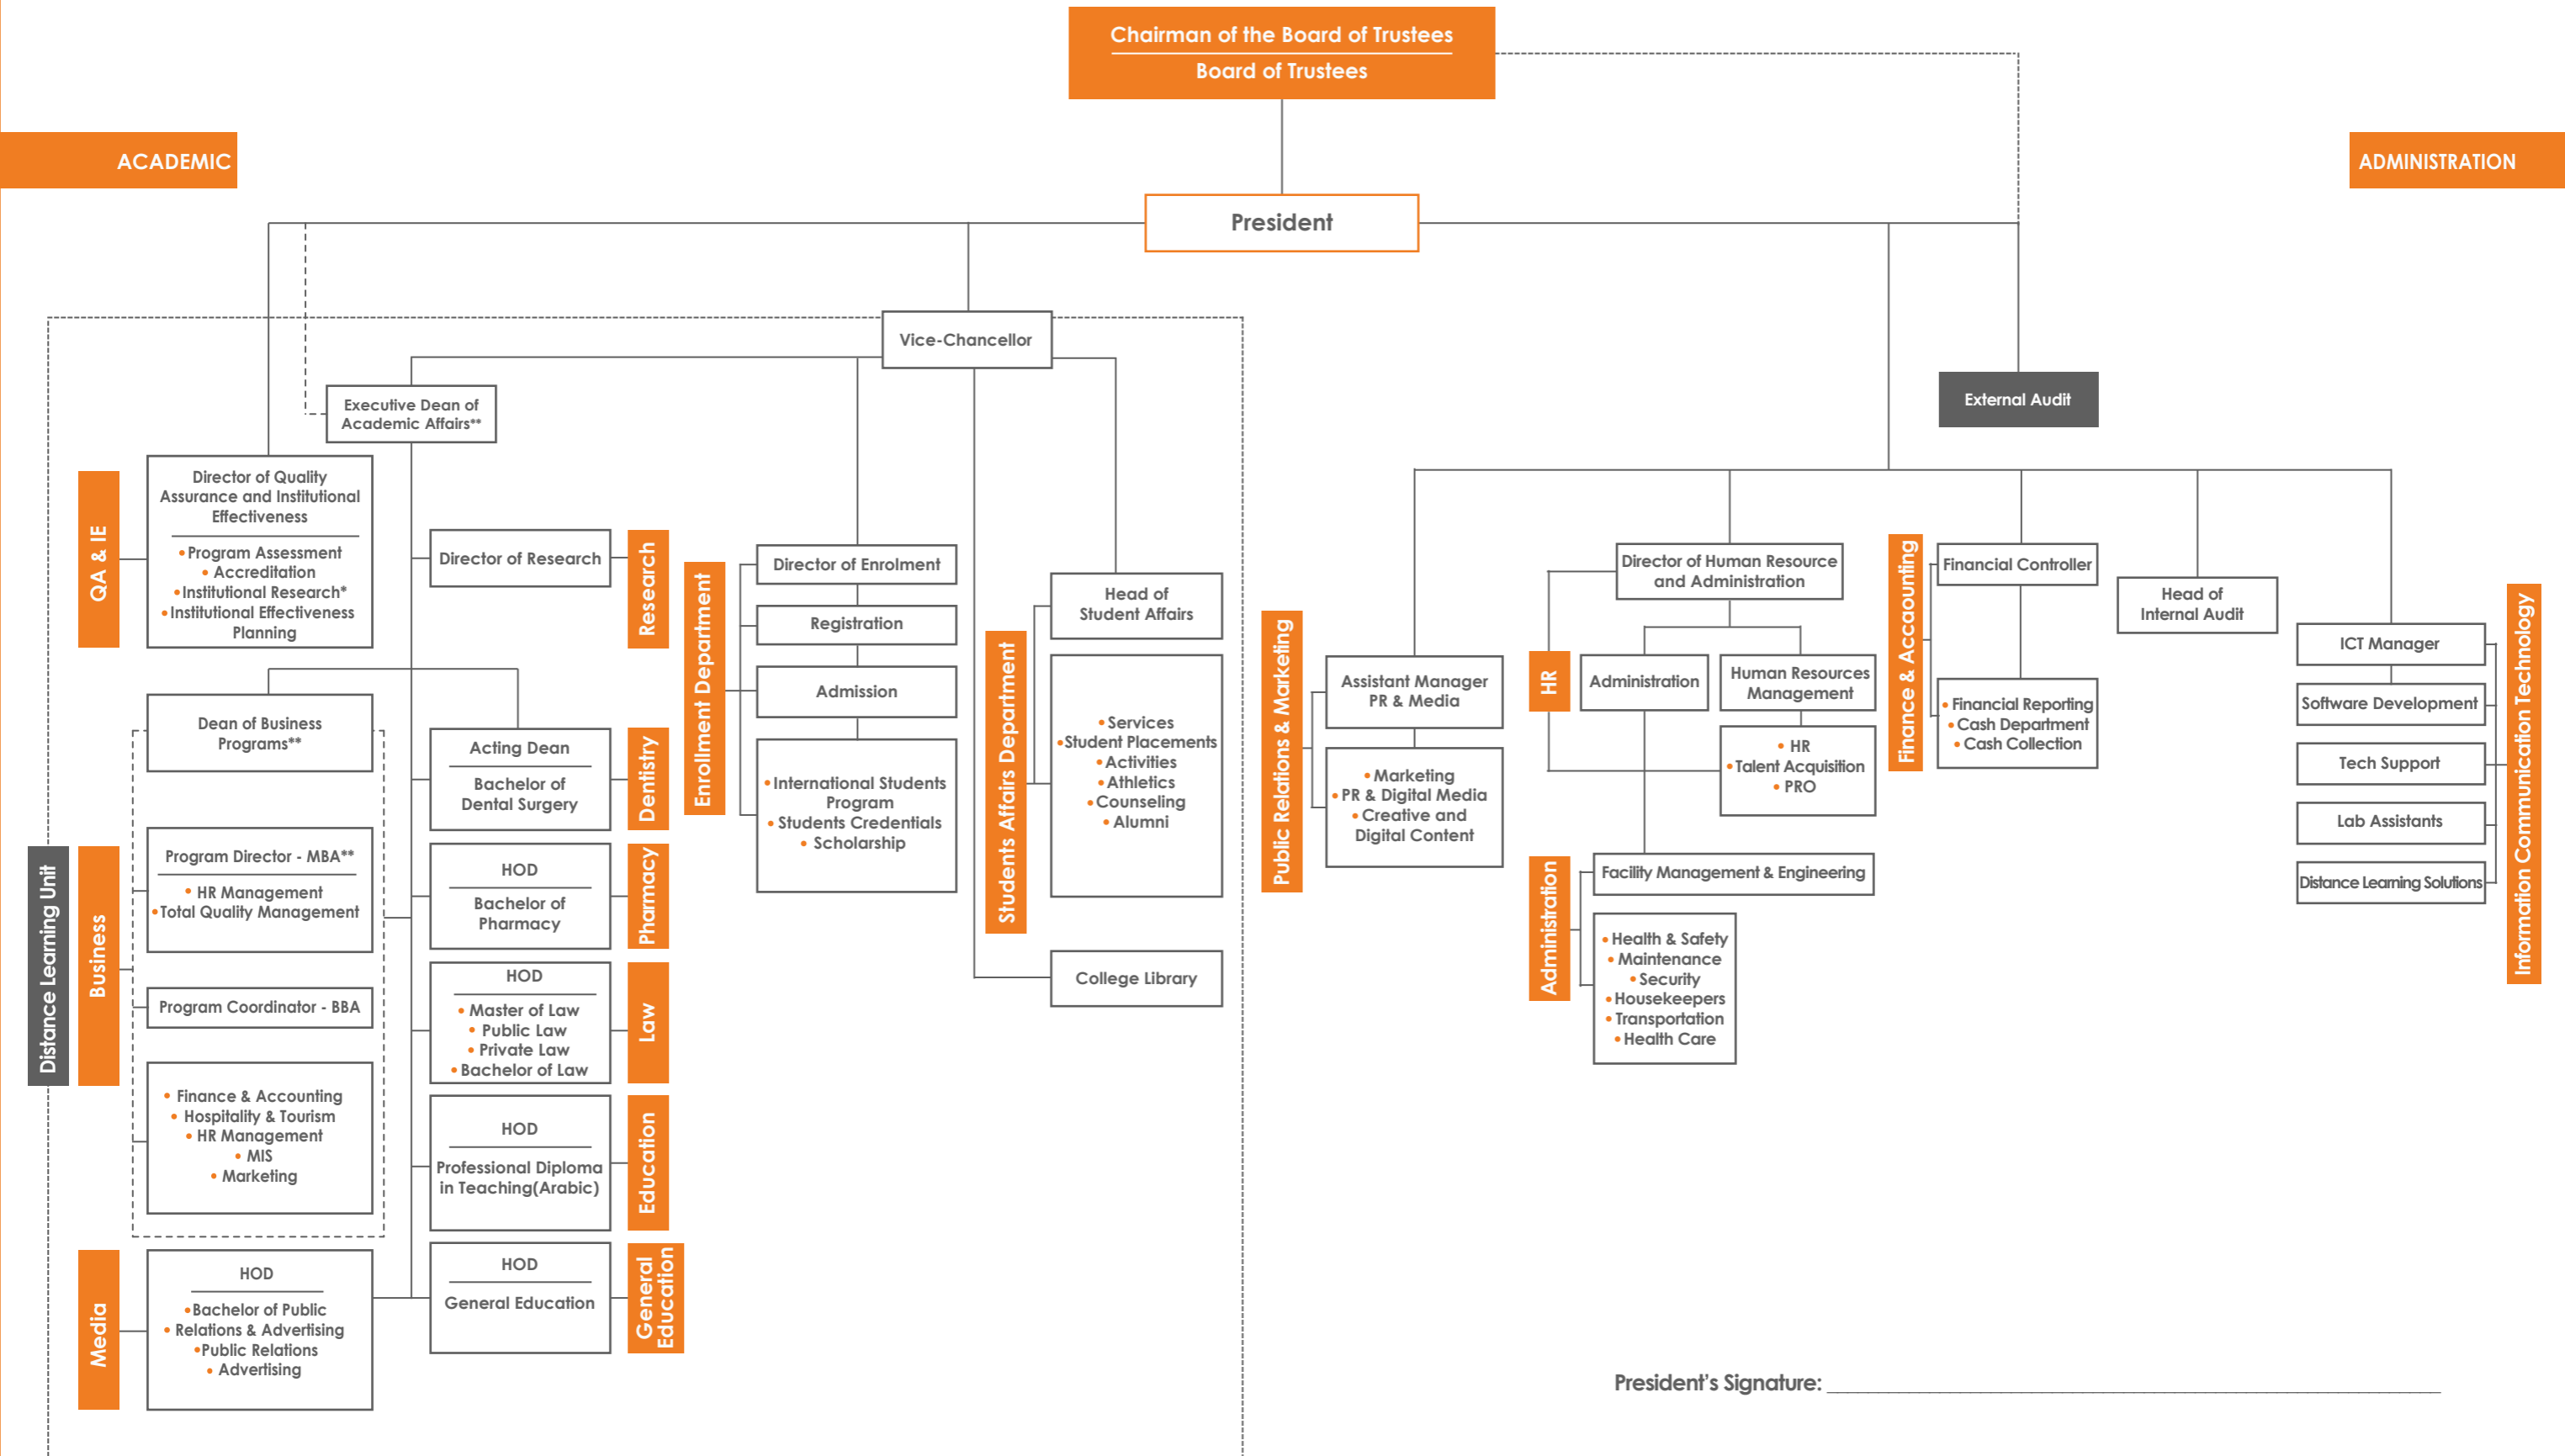 Chairman of the Board of Trustees
Board of Trustees
ACADEMIC
ADMINISTRATION
President
Vice-Chancellor
Executive Dean of
Academic Affairs**
External Audit
QA & IE
Director of Quality
Assurance and Institutional
Effectiveness
• Program Assessment
• Accreditation
• Institutional Research*
• Institutional Effectiveness
Planning
Director of Research
Research
Dean of Business
Programs**
Distance Learning Unit
Business
Program Director - MBA**
• HR Management
• Total Quality Management
Program Coordinator - BBA
• Finance & Accounting
• Hospitality & Tourism
• HR Management
• MIS
• Marketing
Media
HOD
• Bachelor of Public
• Relations & Advertising
• Public Relations
• Advertising
Acting Dean
Bachelor of
Dental Surgery
Dentistry
HOD
Bachelor of
Pharmacy
Pharmacy
HOD
• Master of Law
• Public Law
• Private Law
• Bachelor of Law
Law
HOD
Professional Diploma
in Teaching(Arabic)
Education
HOD
General Education
General
Education
Enrollment Department
Director of Enrolment
Registration
Admission
• International Students
Program
• Students Credentials
• Scholarship
Students Affairs Department
Head of
Student Affairs
• Services
• Student Placements
• Activities
• Athletics
• Counseling
• Alumni
College Library
Public Relations & Marketing
Assistant Manager
PR & Media
• Marketing
• PR & Digital Media
• Creative and
Digital Content
Director of Human Resource
and Administration
HR
Administration
Human Resources
Management
• HR
• Talent Acquisition
• PRO
Administration
Facility Management & Engineering
• Health & Safety
• Maintenance
• Security
• Housekeepers
• Transportation
• Health Care
Finance & Accaounting
Financial Controller
• Financial Reporting
• Cash Department
• Cash Collection
Head of
Internal Audit
ICT Manager
Software Development
Tech Support
Lab Assistants
Distance Learning Solutions
Information Communication Technology
President's Signature: